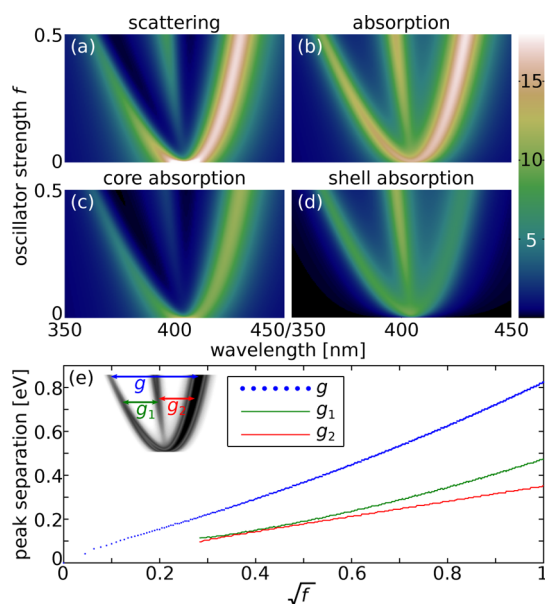 scattering absorption
0.5 (a) (b) 15
oscillator strength f
0 10
core absorption shell absorption
0.5 (c) (d)
5
0
350 400 450/350 400 450
wavelength [nm]
(e)
0.8 g g
g₁ g₂ g₁
0.6 g₂
peak separation [eV]
0.4
0.2
0
0 0.2 0.4 0.6 0.8 1
√f